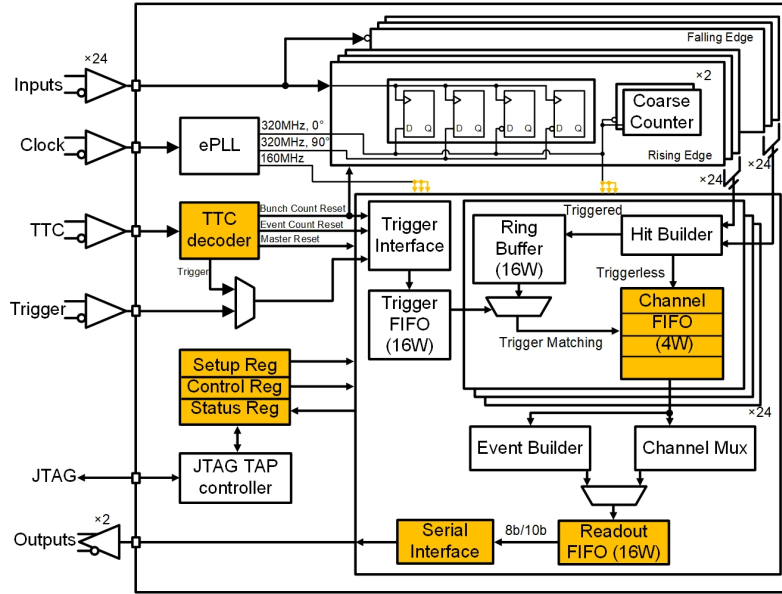 Falling Edge
×24
×2
Inputs
Coarse
Counter
D Q
D Q
D Q
D Q
Clock
ePLL
320MHz, 0°
320MHz, 90°
160MHz
Rising Edge
×24
×24
TTC
TTC
decoder
Bunch Count Reset
Event Count Reset
Master Reset
Trigger
Trigger
Interface
Triggered
Ring
Buffer
(16W)
Hit Builder
Triggerless
Trigger
Trigger
FIFO
(16W)
Channel
FIFO
(4W)
Trigger Matching
Setup Reg
Control Reg
Status Reg
×24
Event Builder
Channel Mux
JTAG
JTAG TAP
controller
Outputs
×2
Serial
Interface
8b/10b
Readout
FIFO (16W)